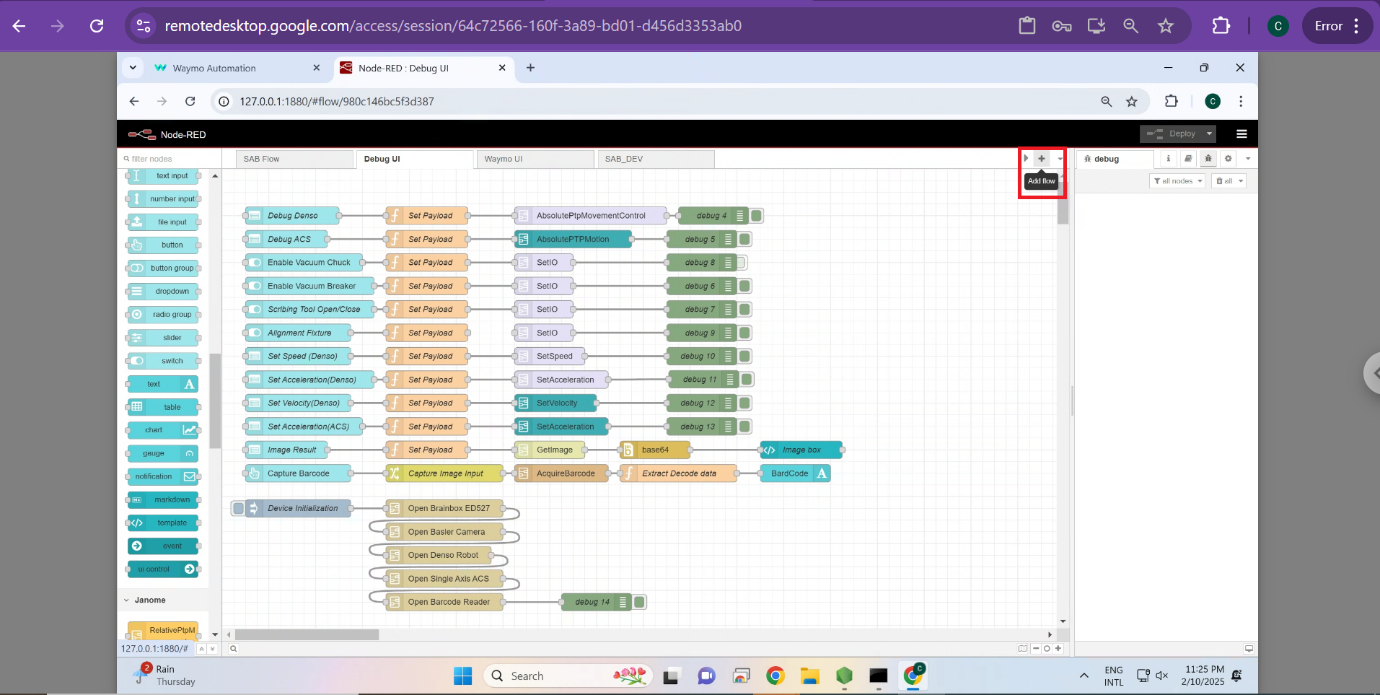 remotedesktop.google.com/access/session/64c72566-160f-3a89-bd01-d456d3353ab0
C
Error
Waymo Automation
Node-RED : Debug UI
127.0.0.1:1880/#flow/980c146bc5f3d387
C
Node-RED
Deploy
filter nodes
SAB Flow
Debug UI
Waymo UI
SAB_DEV
debug
Add flow
all nodes
all
text input
number input
file input
button
button group
dropdown
radio group
slider
switch
text
table
chart
gauge
notification
markdown
template
event
ui control
Janome
RelativePtpM
Debug Denso Set Payload AbsolutePtpMovementControl debug 4
Debug ACS Set Payload AbsolutePTPMotion debug 5
Enable Vacuum Chuck Set Payload SetIO debug 8
Enable Vacuum Breaker Set Payload SetIO debug 6
Scribing Tool Open/Close Set Payload SetIO debug 7
Alignment Fixture Set Payload SetIO debug 9
Set Speed (Denso) Set Payload SetSpeed debug 10
Set Acceleration(Denso) Set Payload SetAcceleration debug 11
Set Velocity(Denso) Set Payload SetVelocity debug 12
Set Acceleration(ACS) Set Payload SetAcceleration debug 13
Image Result Set Payload GetImage base64 Image box
Capture Barcode Capture Image Input AcquireBarcode Extract Decode data BardCode
Device Initialization Open Brainbox ED527
Open Basler Camera
Open Denso Robot
Open Single Axis ACS
Open Barcode Reader debug 14
127.0.0.1:1880/#
2
Rain
Thursday
Search
C
ENG
INTL
11:25 PM
2/10/2025